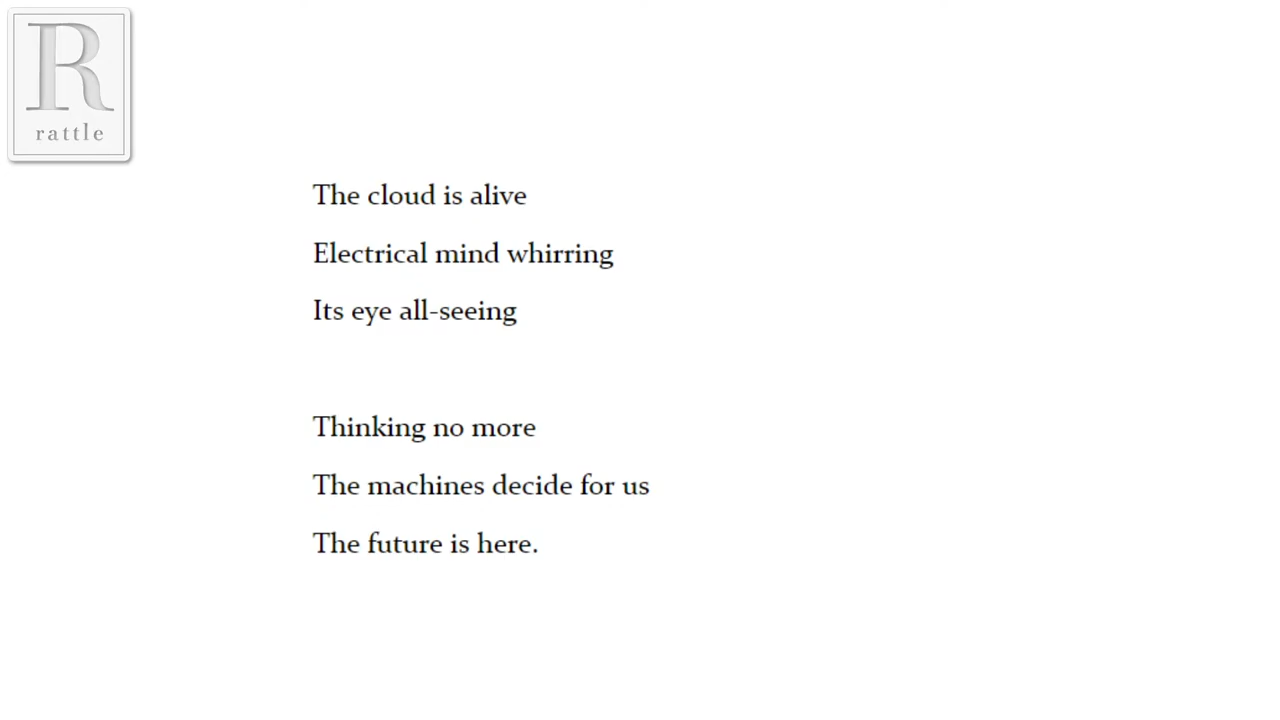 R
rattle
The cloud is alive
Electrical mind whirring
Its eye all-seeing
Thinking no more
The machines decide for us
The future is here.